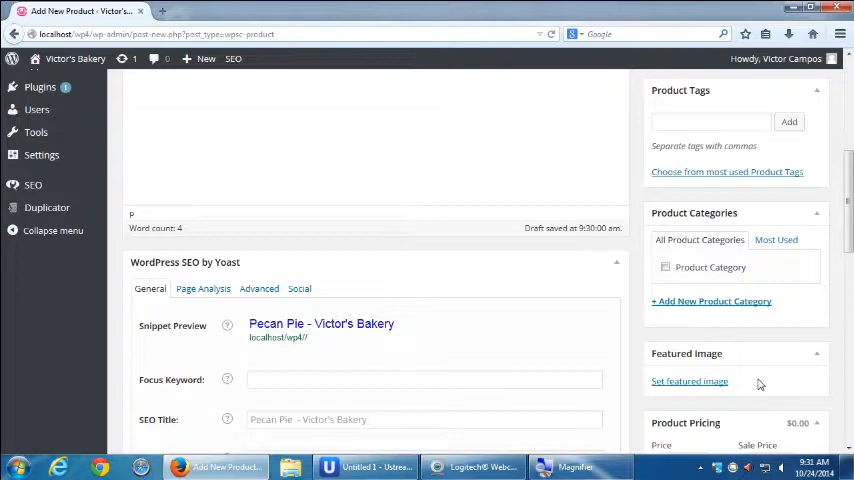 Add New Product ‹ Victor's...
localhost/wp4/wp-admin/post-new.php?post_type=wpsc-product
Google
Victor's Bakery
1
0
New
SEO
Howdy, Victor Campos
Plugins 1
Users
Tools
Settings
SEO
Duplicator
Collapse menu
P
Word count: 4
Draft saved at 9:30:00 am.
WordPress SEO by Yoast
General
Page Analysis
Advanced
Social
Snippet Preview
?
Pecan Pie - Victor's Bakery
localhost/wp4//
Focus Keyword:
?
SEO Title:
?
Pecan Pie - Victor's Bakery
Product Tags
Add
Separate tags with commas
Choose from most used Product Tags
Product Categories
All Product Categories
Most Used
Product Category
+ Add New Product Category
Featured Image
Set featured image
Product Pricing
$0.00
Price
Sale Price
Add New Product...
Untitled 1 - Ustrea...
Logitech® Webc...
Magnifier
9:31 AM
10/24/2014